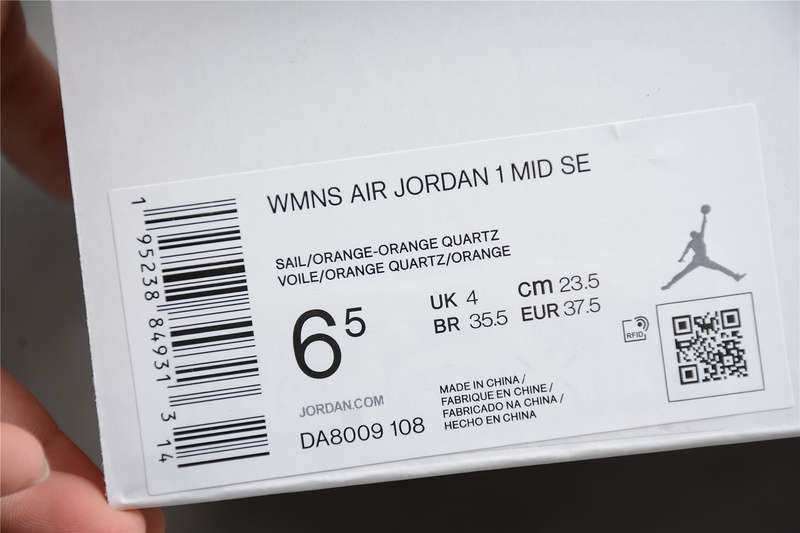 WMNS AIR JORDAN 1 MID SE
SAIL/ORANGE-ORANGE QUARTZ
VOILE/ORANGE QUARTZ/ORANGE
6 5
UK 4 cm 23.5
BR 35.5 EUR 37.5
RFID
JORDAN.COM
DA8009 108
MADE IN CHINA /
FABRIQUE EN CHINE /
FABRICADO NA CHINA /
HECHO EN CHINA
1 95238 84931 3 14